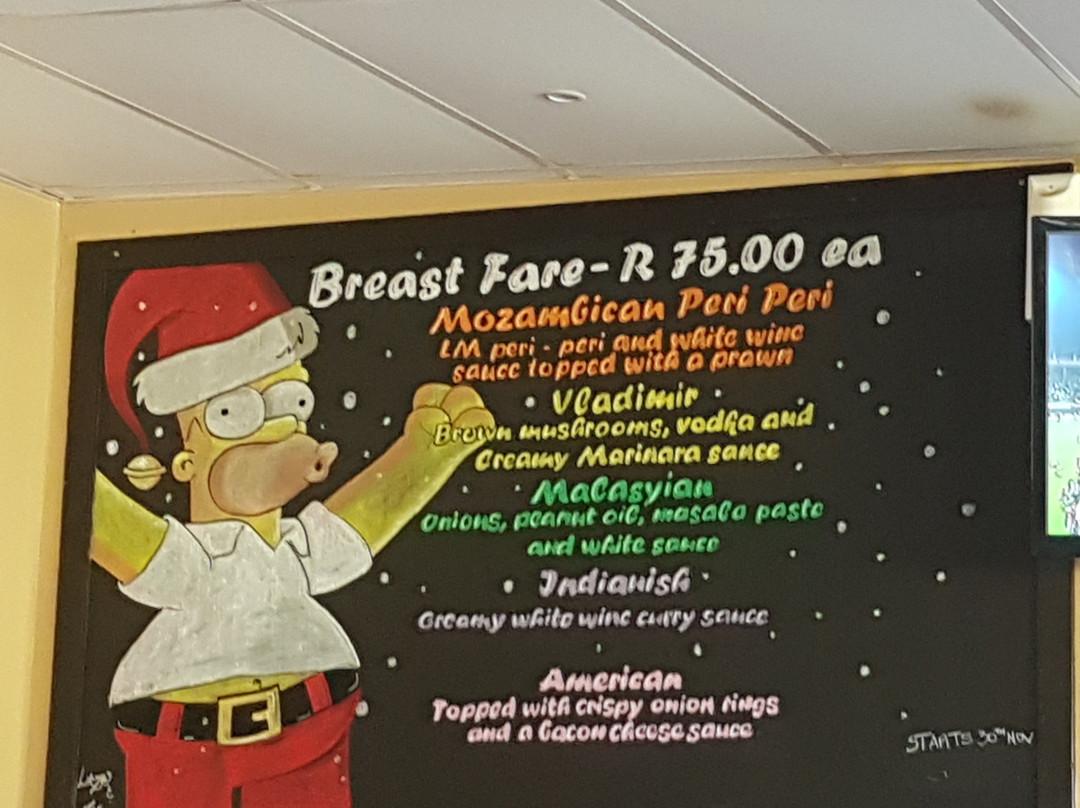 Breast Fare - R 75.00 ea
Mozambican Peri Peri
LM peri - peri and white wine
sauce topped with a prawn
Vladimir
Brown mushrooms, vodka and
Creamy Marinara sauce
Malasyian
Onions, peanut oil, masala paste
and white sauce
Indianish
Creamy white wine curry sauce
American
Topped with crispy onion rings
and a bacon cheese sauce
STARTS 30TH NOV